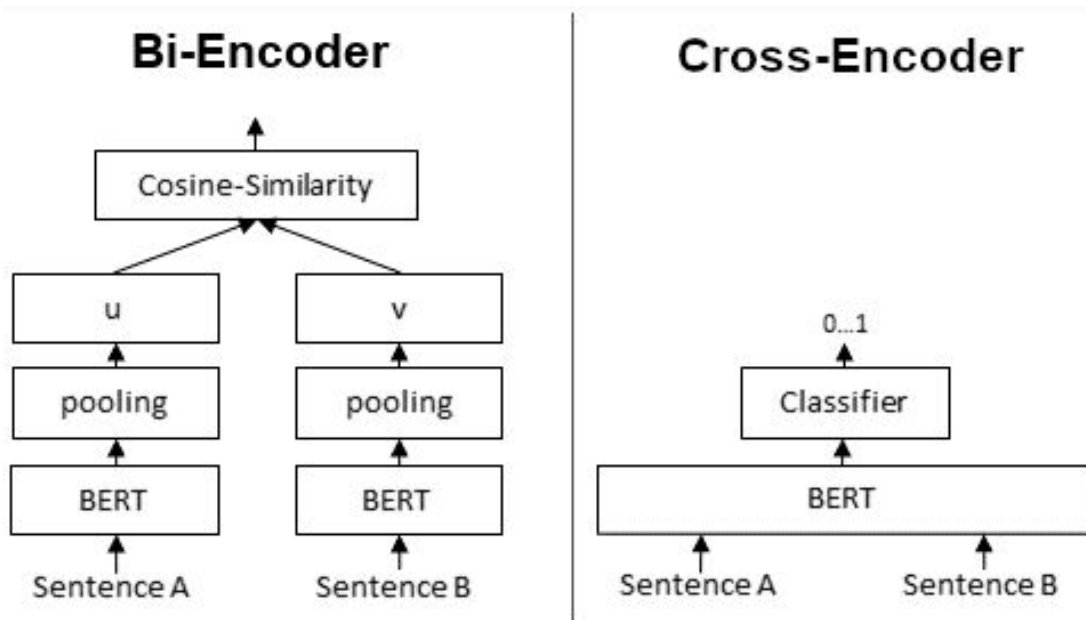 Bi-Encoder
Cosine-Similarity
u
v
pooling
pooling
BERT
BERT
Sentence A
Sentence B
Cross-Encoder
0...1
Classifier
BERT
Sentence A
Sentence B